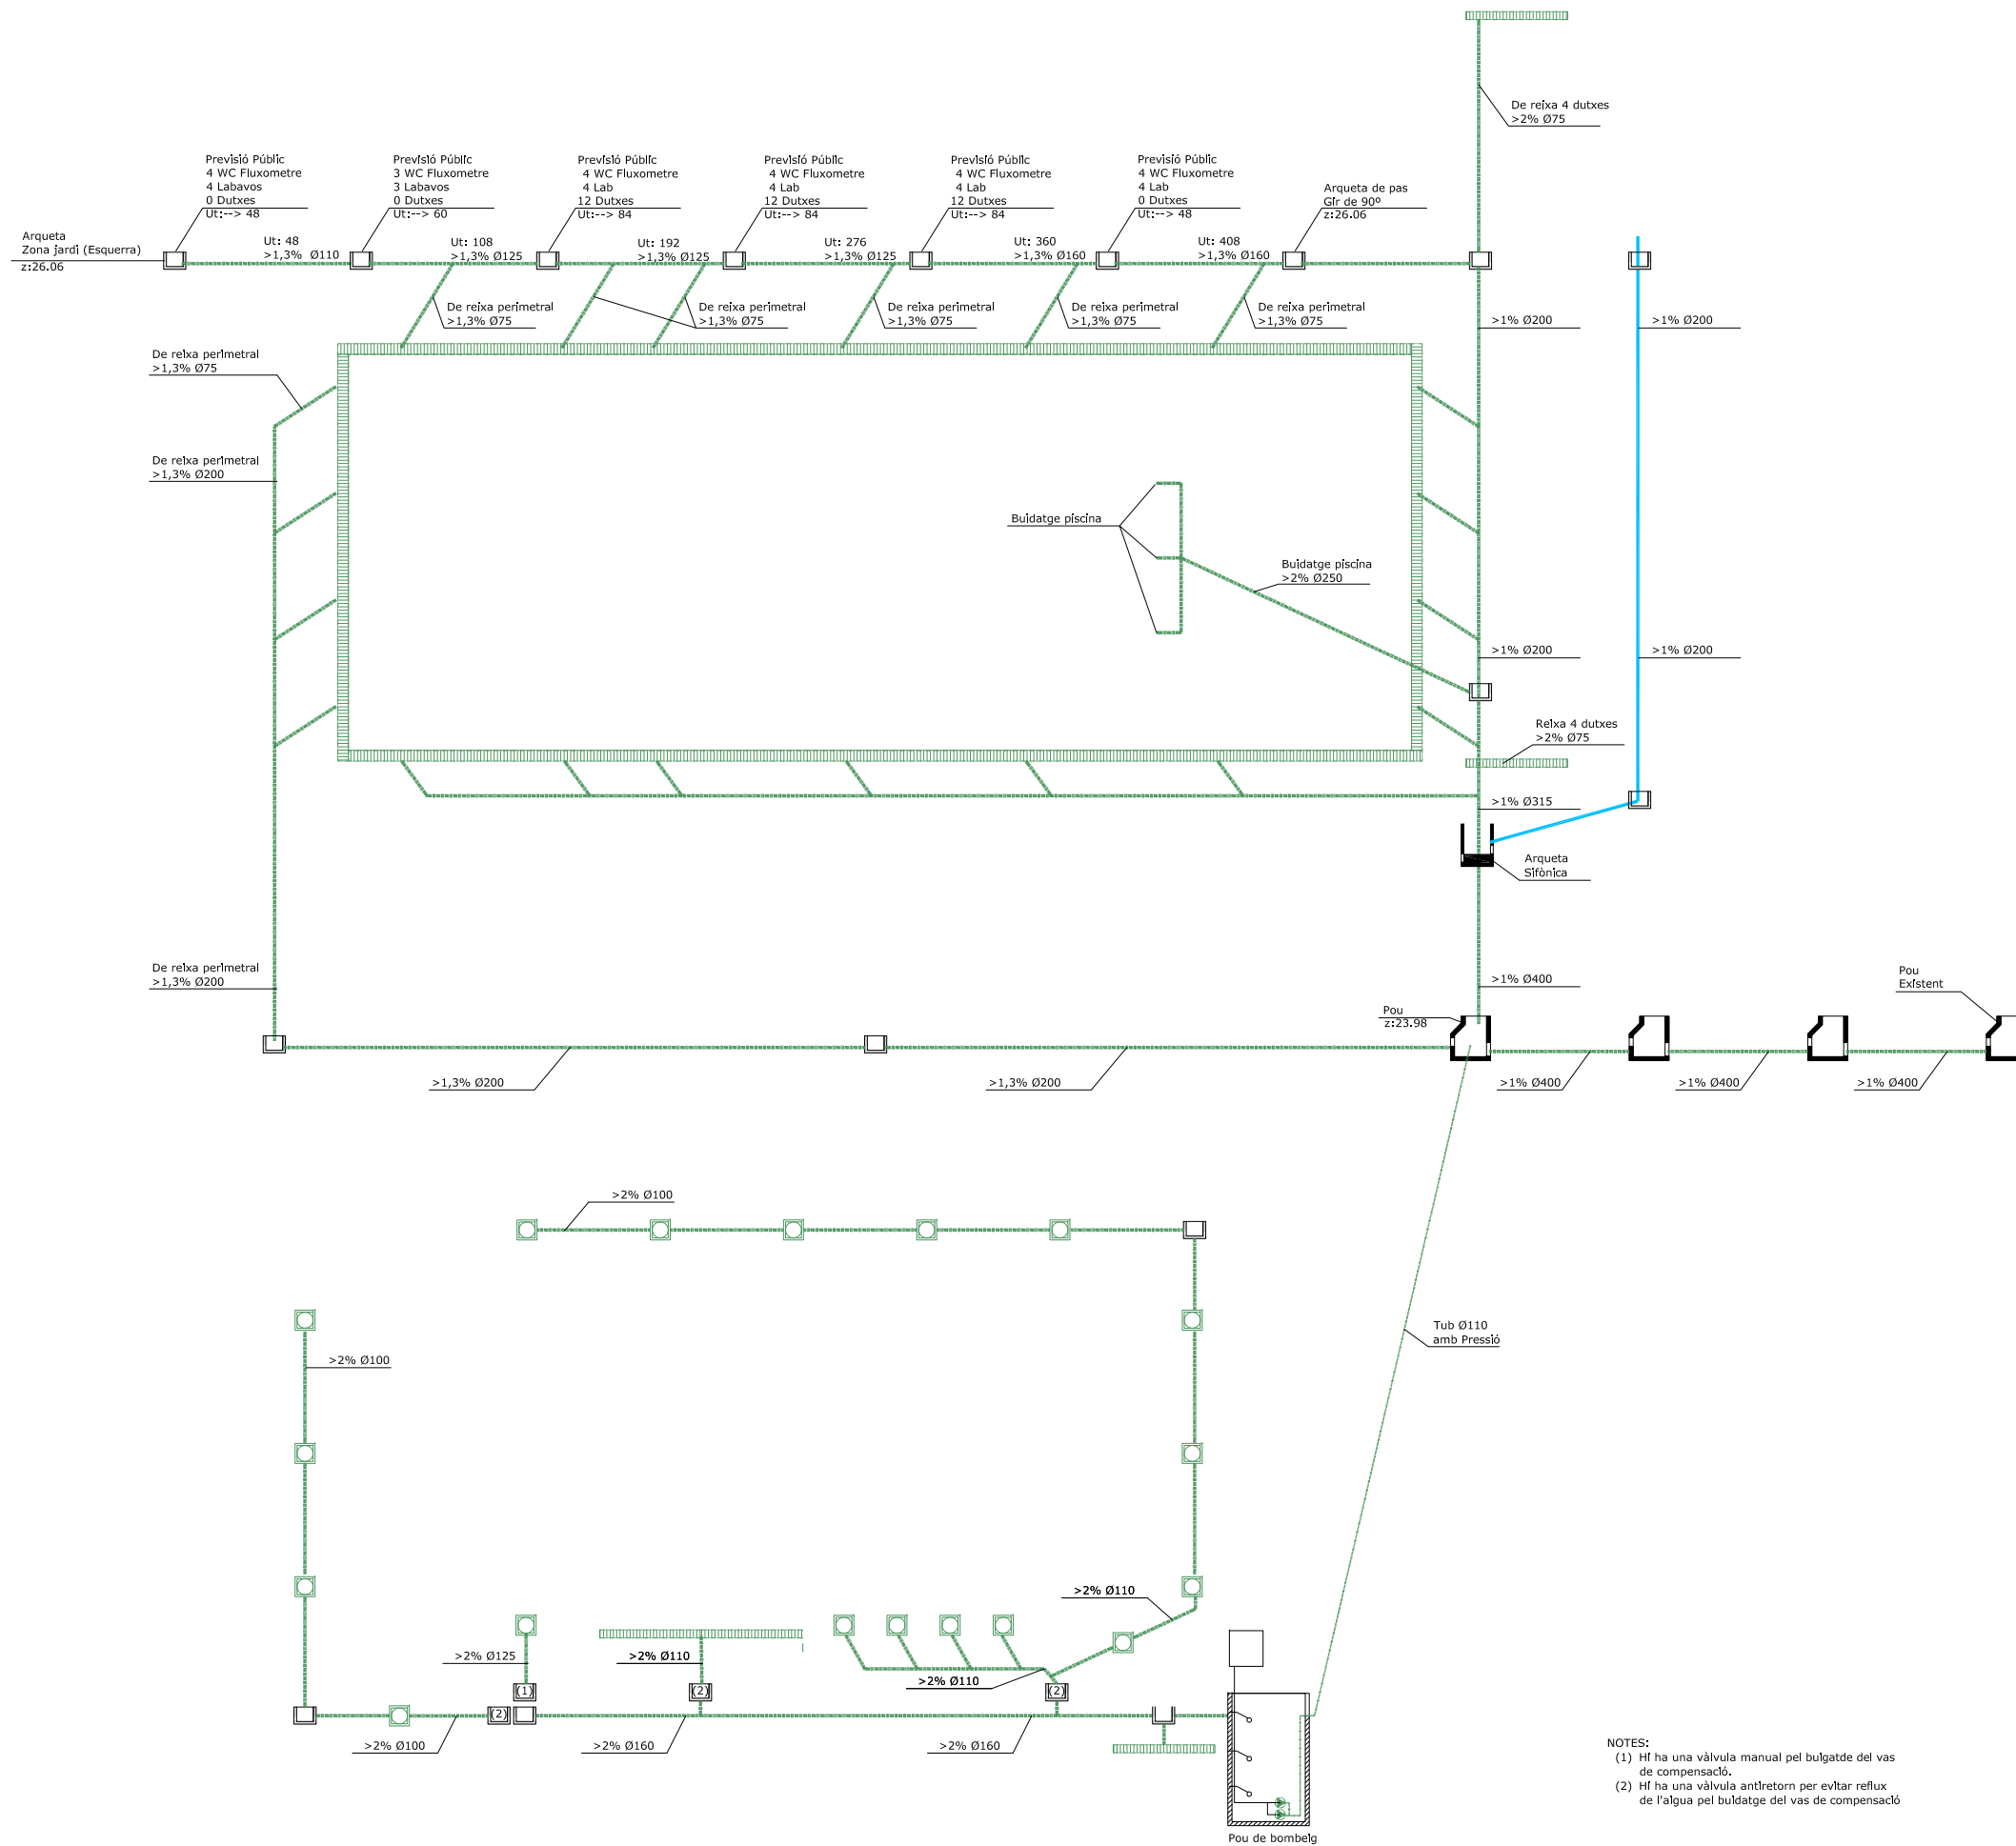 De reixa 4 dutxes
>2% Ø75
Previsió Públic
4 WC Fluxometre
4 Labavos
0 Dutxes
Ut:--> 48
Previsió Públic
3 WC Fluxometre
3 Labavos
0 Dutxes
Ut:--> 60
Previsió Públic
4 WC Fluxometre
4 Lab
12 Dutxes
Ut:--> 84
Previsió Públic
4 WC Fluxometre
4 Lab
12 Dutxes
Ut:--> 84
Previsió Públic
4 WC Fluxometre
4 Lab
12 Dutxes
Ut:--> 84
Previsió Públic
4 WC Fluxometre
4 Lab
0 Dutxes
Ut:--> 48
Arqueta de pas
Gir de 90º
z:26.06
Arqueta
Zona jardi (Esquerra)
z:26.06
Ut: 48
>1,3% Ø110
Ut: 108
>1,3% Ø125
Ut: 192
>1,3% Ø125
Ut: 276
>1,3% Ø125
Ut: 360
>1,3% Ø160
Ut: 408
>1,3% Ø160
De reixa perimetral
>1,3% Ø75
De reixa perimetral
>1,3% Ø75
De reixa perimetral
>1,3% Ø75
De reixa perimetral
>1,3% Ø75
De reixa perimetral
>1,3% Ø75
>1% Ø200
>1% Ø200
De reixa perimetral
>1,3% Ø75
De reixa perimetral
>1,3% Ø200
Buidatge piscina
Buidatge piscina
>2% Ø250
>1% Ø200
>1% Ø200
Reixa 4 dutxes
>2% Ø75
>1% Ø315
Arqueta
Sifònica
De reixa perimetral
>1,3% Ø200
>1% Ø400
Pou
Existent
Pou
z:23.98
>1,3% Ø200
>1,3% Ø200
>1% Ø400
>1% Ø400
>1% Ø400
>2% Ø100
Tub Ø110
amb Pressió
>2% Ø100
>2% Ø110
>2% Ø125
>2% Ø110
>2% Ø110
(1)
(2)
(2)
(2)
>2% Ø100
>2% Ø160
>2% Ø160
NOTES:
(1) Hi ha una vàlvula manual pel buigatde del vas
de compensació.
(2) Hi ha una vàlvula antiretorn per evitar reflux
de l'aigua pel buidatge del vas de compensació
Pou de bombeig